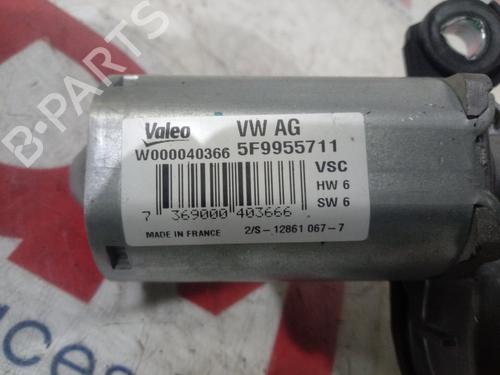 B-PARTS
Valeo VW AG
W000040366 5F9955711
VSC
HW 6
SW 6
7 369000 403666
MADE IN FRANCE 2/S-12861 067-7